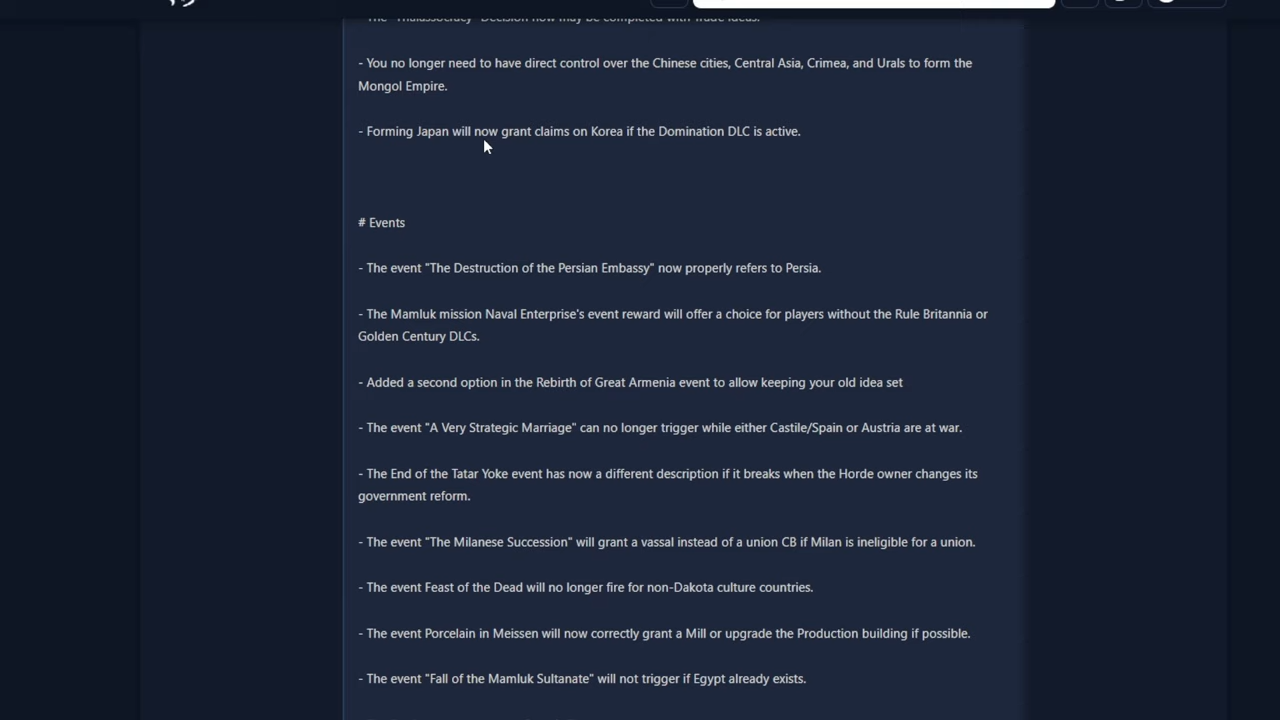 - The "Thalassocracy" Decision now may be completed with Trade Ideas.
- You no longer need to have direct control over the Chinese cities, Central Asia, Crimea, and Urals to form the
Mongol Empire.
- Forming Japan will now grant claims on Korea if the Domination DLC is active.
# Events
- The event "The Destruction of the Persian Embassy" now properly refers to Persia.
- The Mamluk mission Naval Enterprise's event reward will offer a choice for players without the Rule Britannia or
Golden Century DLCs.
- Added a second option in the Rebirth of Great Armenia event to allow keeping your old idea set
- The event "A Very Strategic Marriage" can no longer trigger while either Castile/Spain or Austria are at war.
- The End of the Tatar Yoke event has now a different description if it breaks when the Horde owner changes its
government reform.
- The event "The Milanese Succession" will grant a vassal instead of a union CB if Milan is ineligible for a union.
- The event Feast of the Dead will no longer fire for non-Dakota culture countries.
- The event Porcelain in Meissen will now correctly grant a Mill or upgrade the Production building if possible.
- The event "Fall of the Mamluk Sultanate" will not trigger if Egypt already exists.